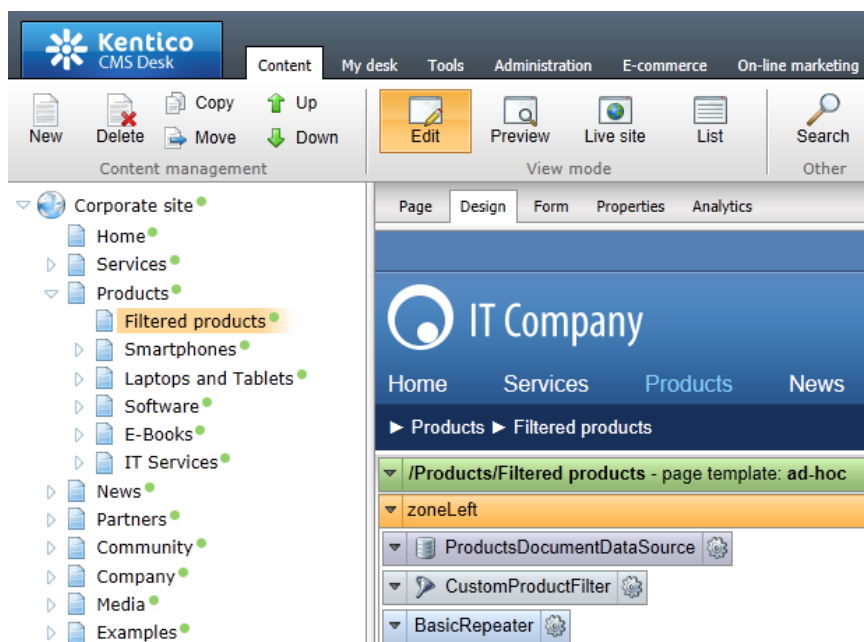 Kentico
CMS Desk
Content My desk Tools Administration E-commerce On-line marketing
New Delete Copy Move Up Down Edit Preview Live site List Search
Content management View mode Other
Corporate site
Home
Services
Products
Filtered products
Smartphones
Laptops and Tablets
Software
E-Books
IT Services
News
Partners
Community
Company
Media
Examples
Page Design Form Properties Analytics
IT Company
Home Services Products News
► Products ► Filtered products
/Products/Filtered products - page template: ad-hoc
zoneLeft
ProductsDocumentDataSource
CustomProductFilter
BasicRepeater